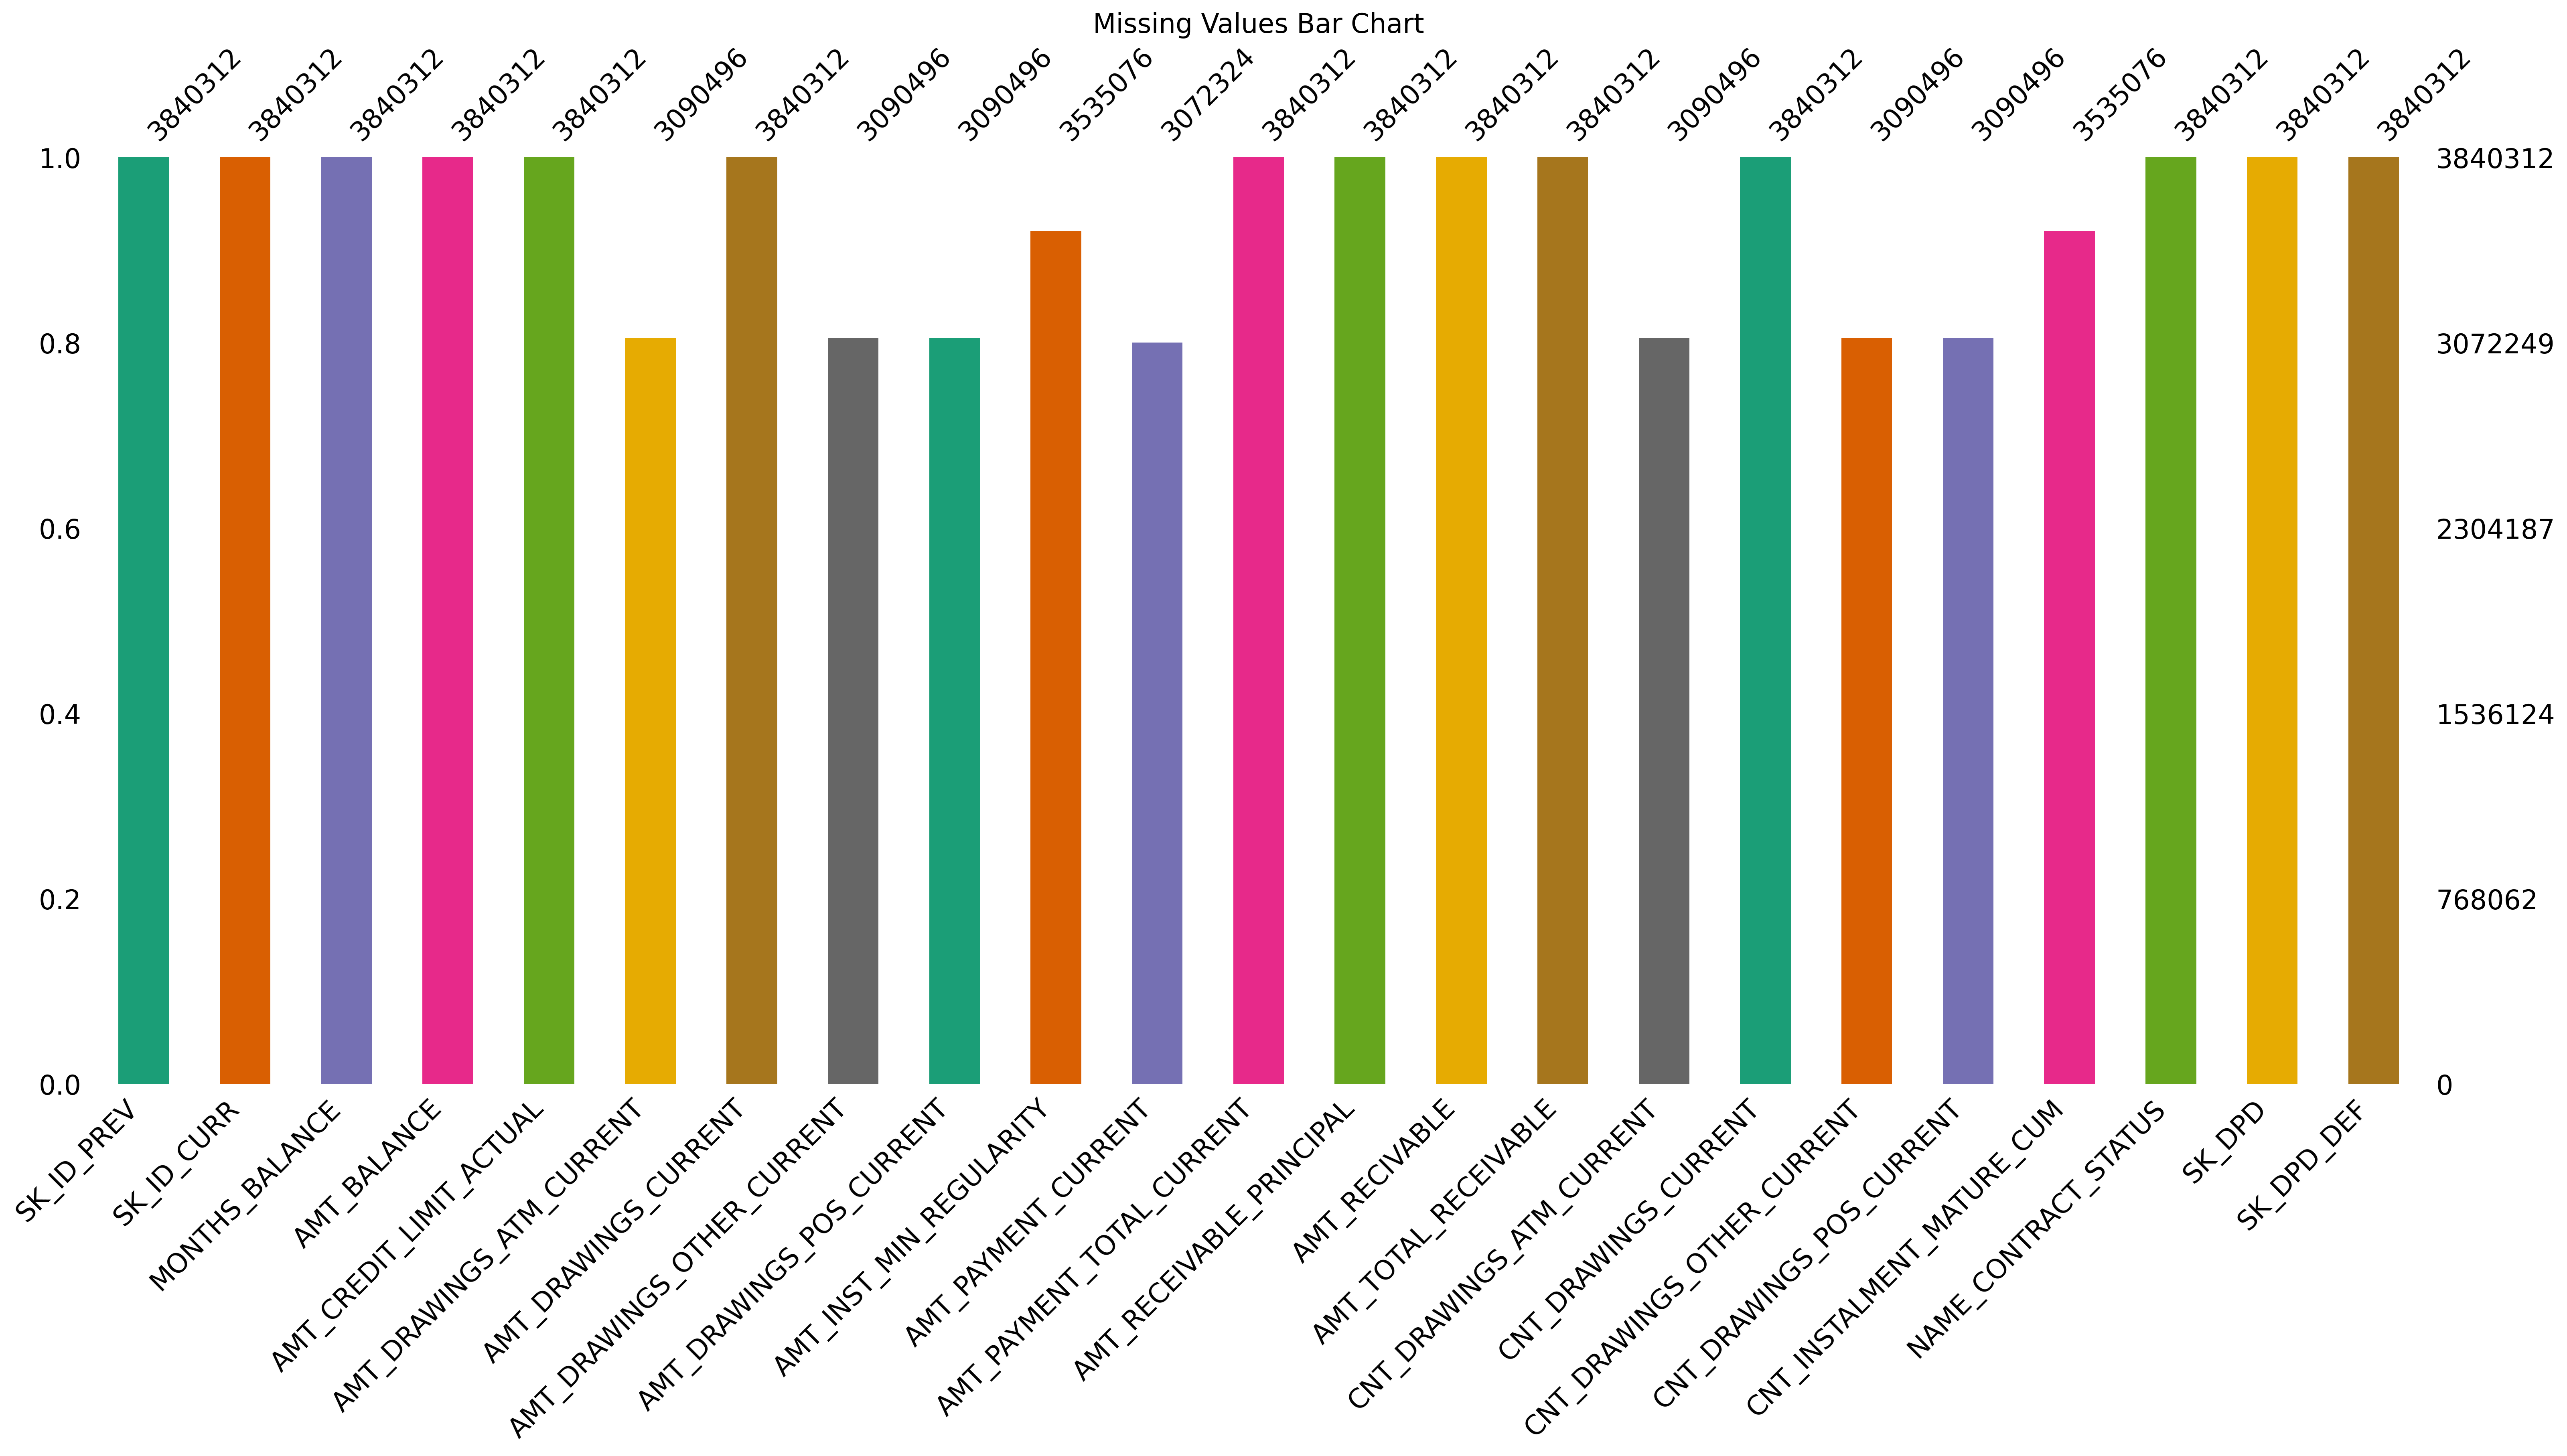 Missing Values Bar Chart
3840312
3840312
3840312
3840312
3840312
3090496
3840312
3090496
3090496
3535076
3072324
3840312
3840312
3840312
3840312
3090496
3840312
3090496
3090496
3535076
3840312
3840312
3840312
1.0
0.8
0.6
0.4
0.2
0.0
3840312
3072249
2304187
1536124
768062
0
SK_ID_PREV
SK_ID_CURR
MONTHS_BALANCE
AMT_BALANCE
AMT_CREDIT_LIMIT_ACTUAL
AMT_DRAWINGS_ATM_CURRENT
AMT_DRAWINGS_CURRENT
AMT_DRAWINGS_OTHER_CURRENT
AMT_DRAWINGS_POS_CURRENT
AMT_INST_MIN_REGULARITY
AMT_PAYMENT_CURRENT
AMT_PAYMENT_TOTAL_CURRENT
AMT_RECEIVABLE_PRINCIPAL
AMT_RECIVABLE
AMT_TOTAL_RECEIVABLE
CNT_DRAWINGS_ATM_CURRENT
CNT_DRAWINGS_CURRENT
CNT_DRAWINGS_OTHER_CURRENT
CNT_DRAWINGS_POS_CURRENT
CNT_INSTALMENT_MATURE_CUM
NAME_CONTRACT_STATUS
SK_DPD
SK_DPD_DEF